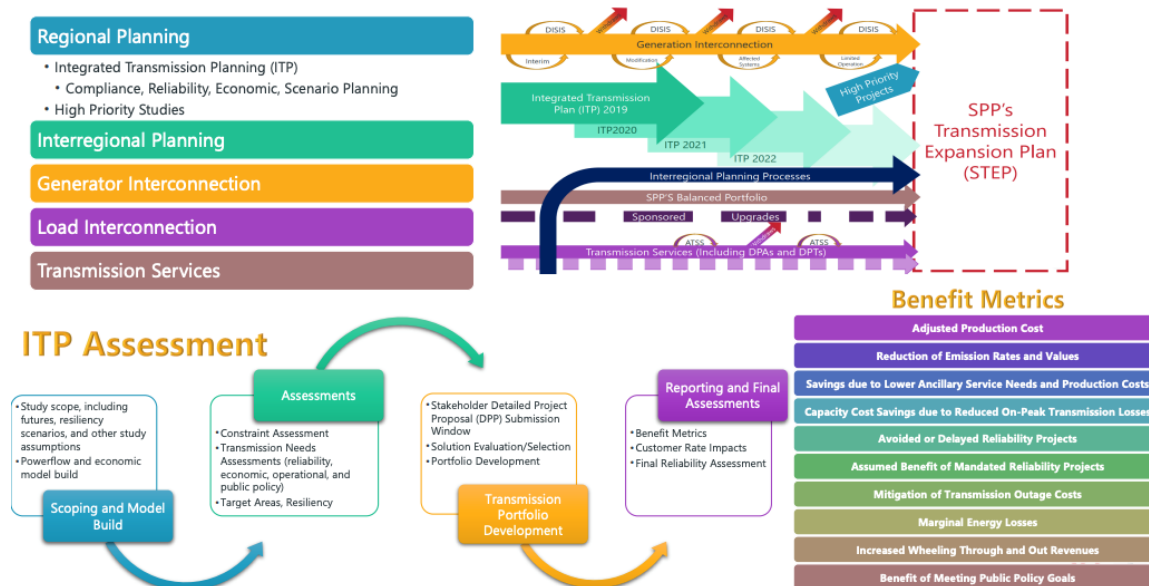 Regional Planning
• Integrated Transmission Planning (ITP)
• Compliance, Reliability, Economic, Scenario Planning
• High Priority Studies
Interregional Planning
Generator Interconnection
Load Interconnection
Transmission Services
DISIS
DISIS
DISIS
DISIS
Withdrawn
Generation Interconnection
Interim
Modification
Affected
Systems
Limited
Operation
Integrated Transmission
Plan (ITP) 2019
ITP2020
ITP 2021
ITP 2022
High Priority
Projects
Interregional Planning Processes
SPP'S Balanced Portfolio
Sponsored Upgrades
ATSS
ATSS
Transmission Services (Including DPAs and DPTs)
SPP's
Transmission
Expansion Plan
(STEP)
ITP Assessment
• Study scope, including
futures, resiliency
scenarios, and other study
assumptions
• Powerflow and economic
model build
Scoping and Model
Build
Assessments
• Constraint Assessment
• Transmission Needs
Assessments (reliability,
economic, operational, and
public policy)
• Target Areas, Resiliency
• Stakeholder Detailed Project
Proposal (DPP) Submission
Window
• Solution Evaluation/Selection
• Portfolio Development
Transmission
Portfolio
Development
Reporting and Final
Assessments
• Benefit Metrics
• Customer Rate Impacts
• Final Reliability Assessment
Benefit Metrics
Adjusted Production Cost
Reduction of Emission Rates and Values
Savings due to Lower Ancillary Service Needs and Production Costs
Capacity Cost Savings due to Reduced On-Peak Transmission Losses
Avoided or Delayed Reliability Projects
Assumed Benefit of Mandated Reliability Projects
Mitigation of Transmission Outage Costs
Marginal Energy Losses
Increased Wheeling Through and Out Revenues
Benefit of Meeting Public Policy Goals